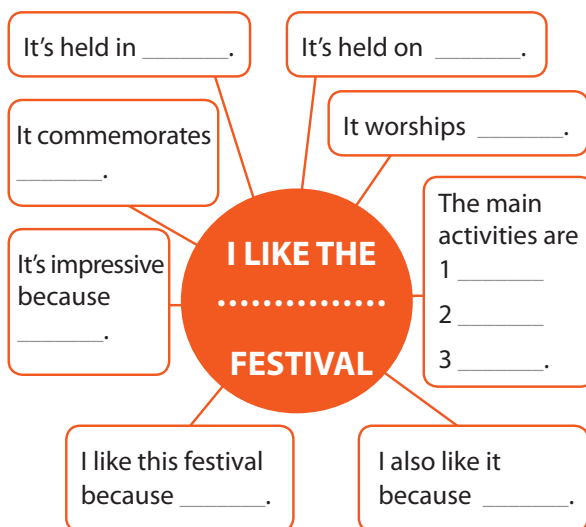 It’s held in _______.
It’s held on _______.
It commemorates
_______.
It worships _______.
I LIKE THE
................
FESTIVAL
The main
activities are
1 _______
2 _______
3 _______.
It’s impressive
because
_______.
I like this festival
because _______.
I also like it
because _______.